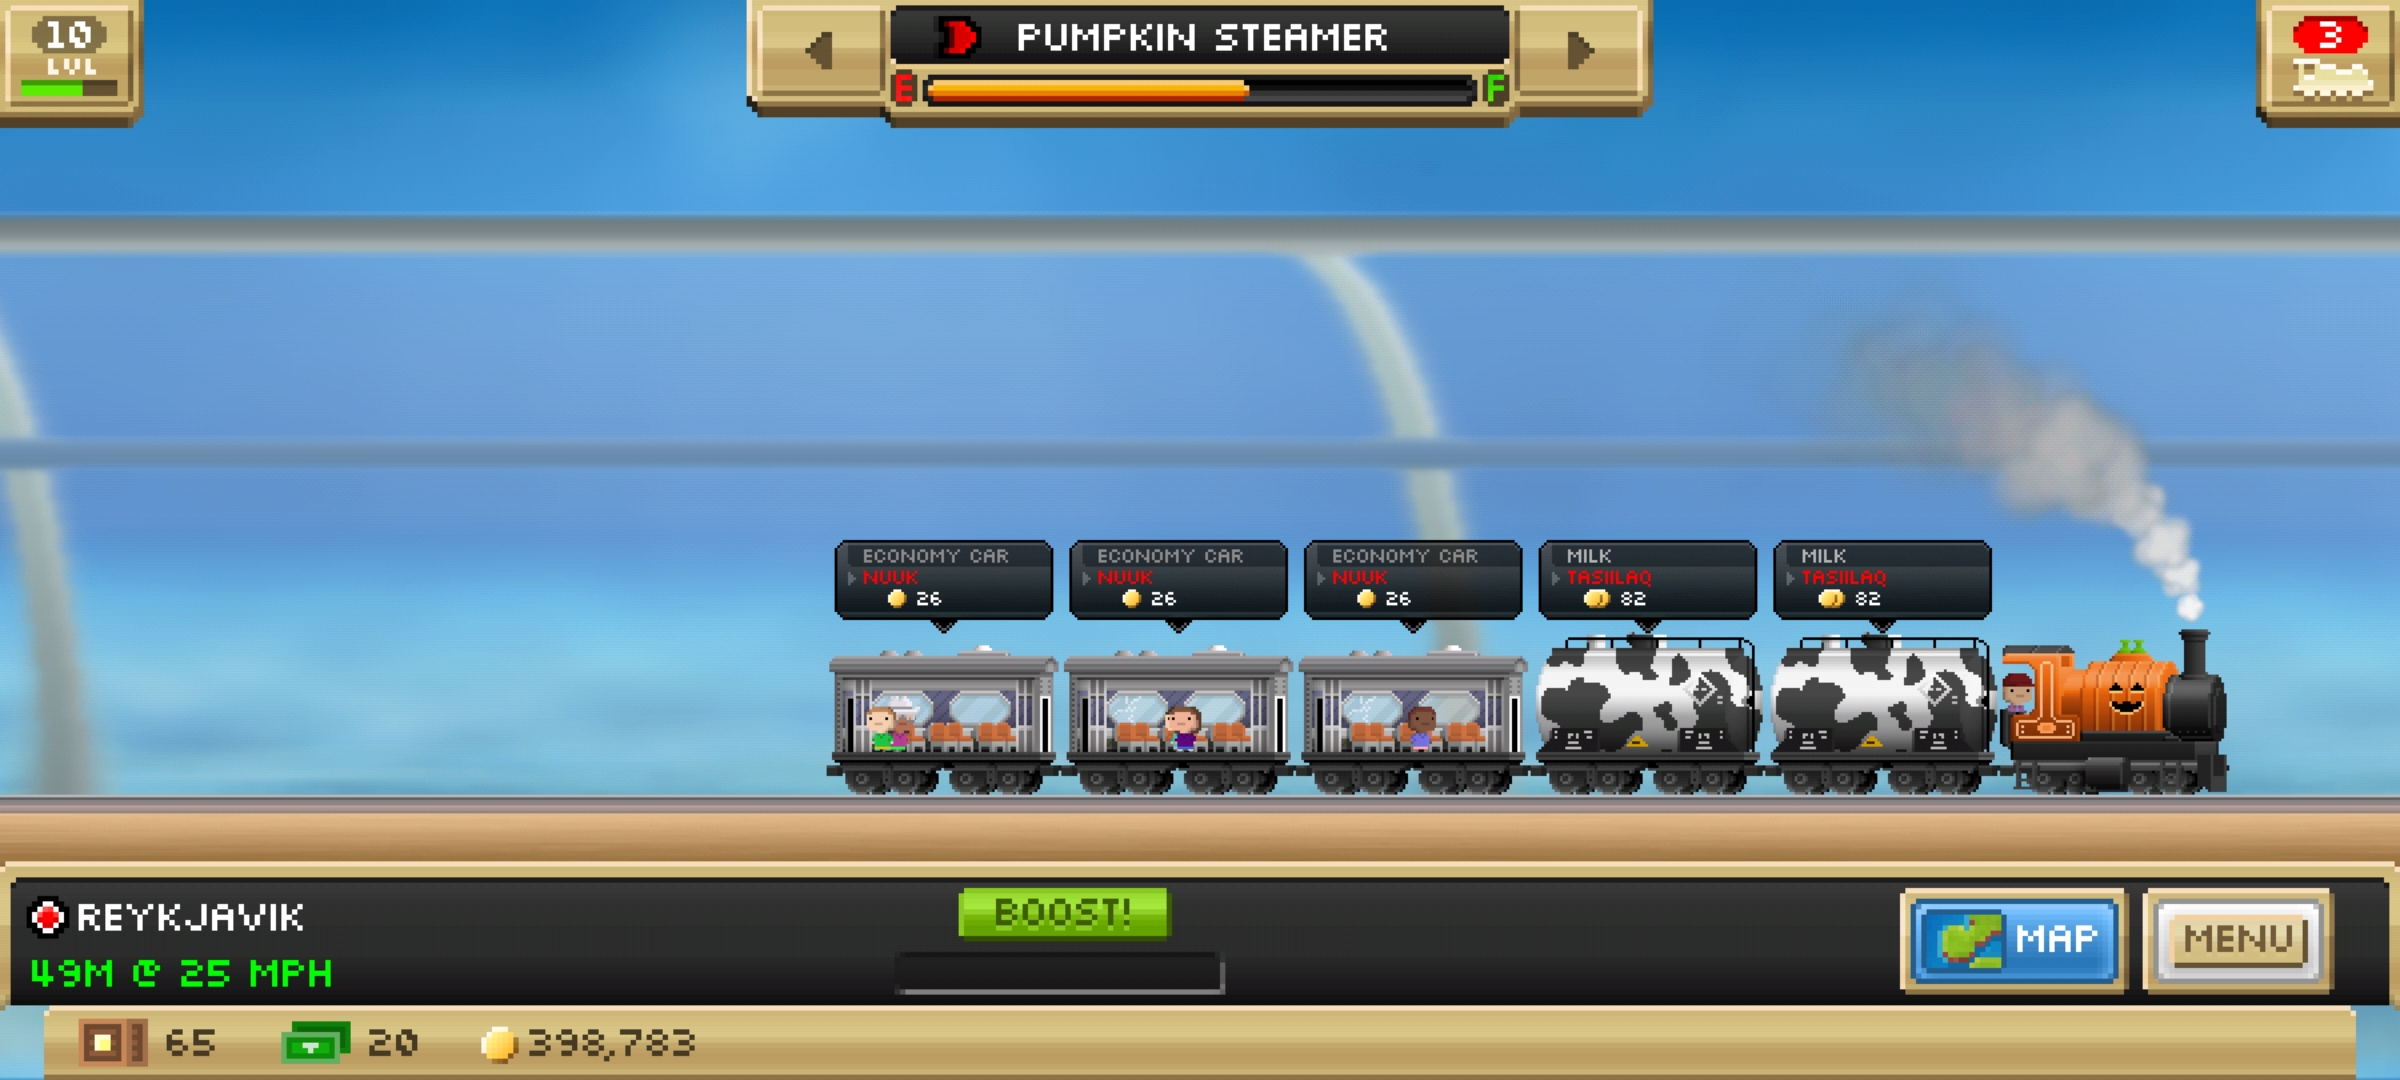 10
LVL
PUMPKIN STEAMER
E F
3
ECONOMY CAR
NUUK
26
ECONOMY CAR
NUUK
26
ECONOMY CAR
NUUK
26
MILK
TASIILAQ
82
MILK
TASIILAQ
82
REYKJAVIK
49M @ 25 MPH
BOOST!
MAP
MENU
65
20
398,783